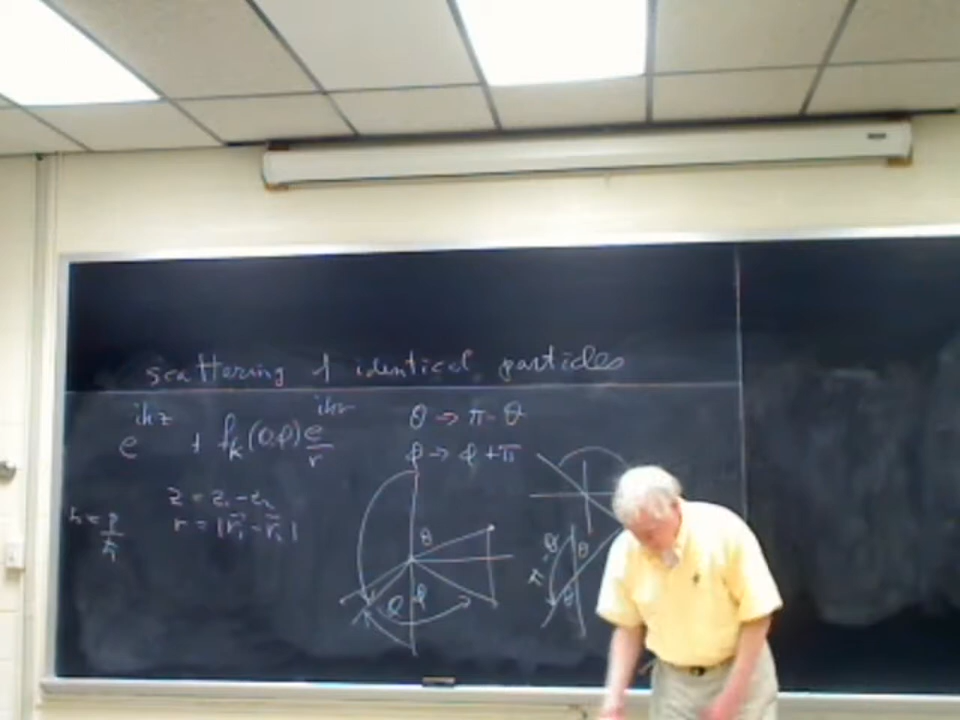 scattering of identical particles
e^{ikz} + f_k(θ,φ) e^{ikr}/r
θ → π - θ
φ → φ + π
z = z₁ - z₂
r = |r⃗₁ - r⃗₂|
k = p/ħ
θ
φ φ
θ
θ